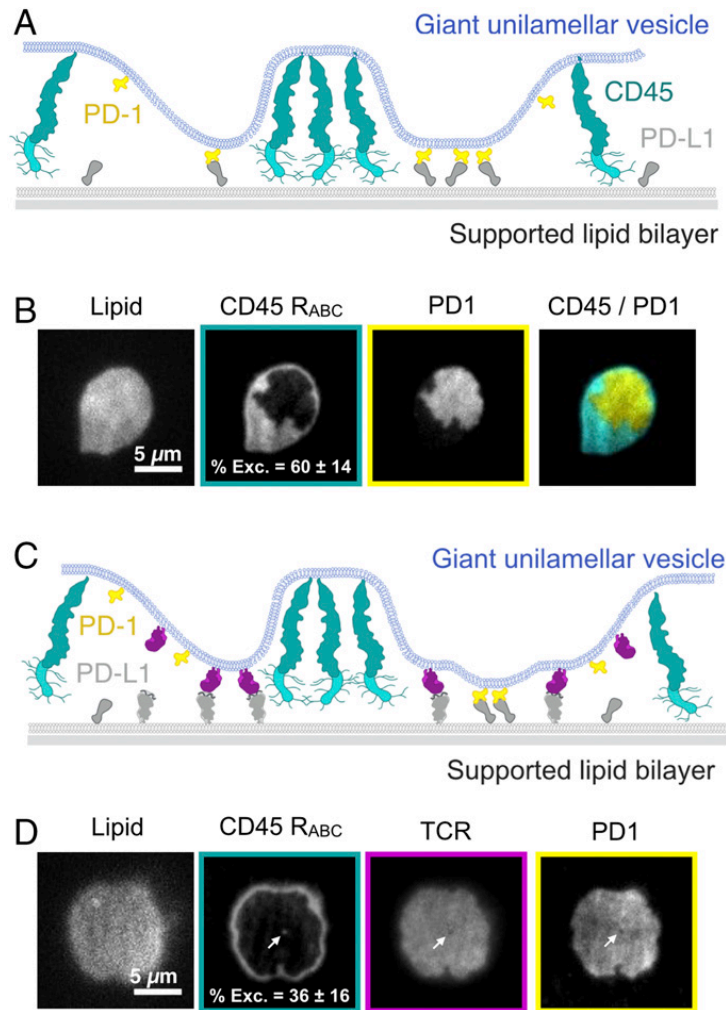 A
Giant unilamellar vesicle
PD-1
CD45
PD-L1
Supported lipid bilayer
B
Lipid
CD45 RABC
PD1
CD45 / PD1
5 µm
% Exc. = 60 ± 14
C
Giant unilamellar vesicle
PD-1
PD-L1
Supported lipid bilayer
D
Lipid
CD45 RABC
TCR
PD1
5 µm
% Exc. = 36 ± 16